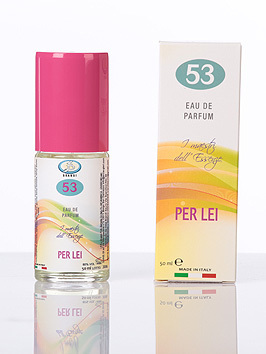 BRANDI
53
EAU DE
PARFUM
I maestri
dell'Essenza
PER LEI
53
EAU DE
PARFUM
I maestri
dell'Essenza
PER LEI
50 ml e
MADE IN ITALY